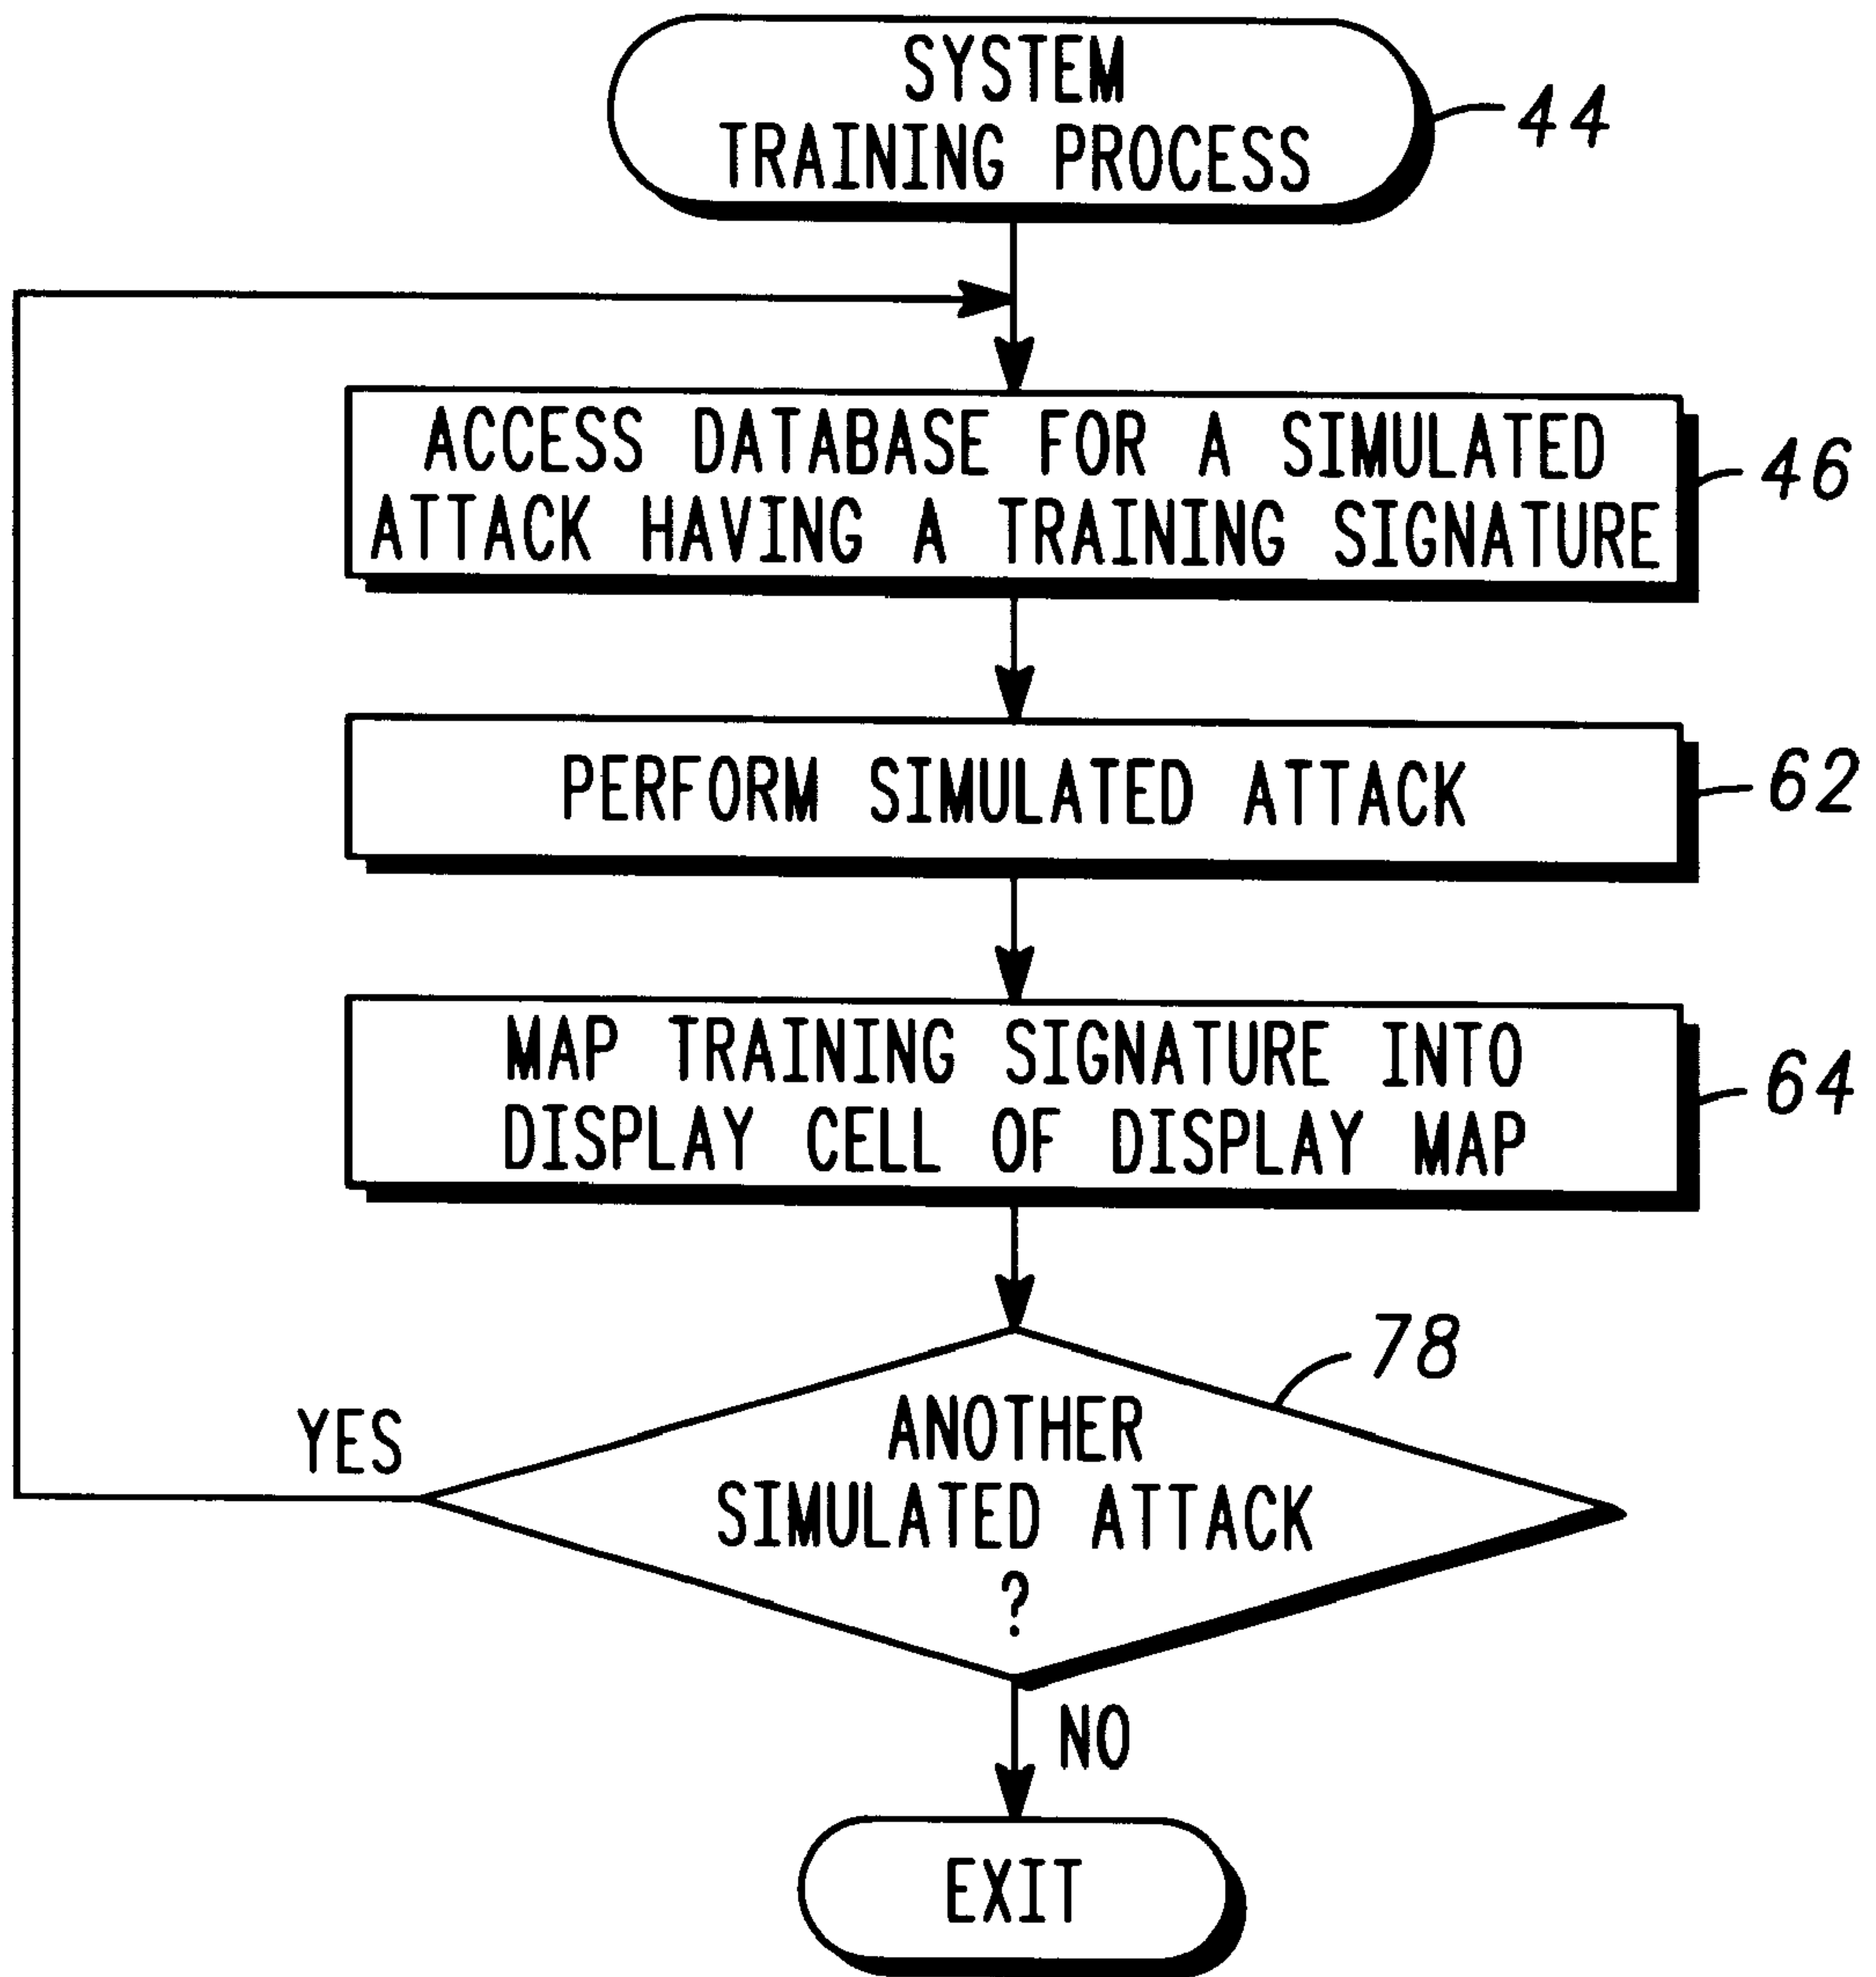 SYSTEM
TRAINING PROCESS
44
ACCESS DATABASE FOR A SIMULATED
ATTACK HAVING A TRAINING SIGNATURE
46
PERFORM SIMULATED ATTACK
62
MAP TRAINING SIGNATURE INTO
DISPLAY CELL OF DISPLAY MAP
64
78
YES
ANOTHER
SIMULATED ATTACK
?
NO
EXIT